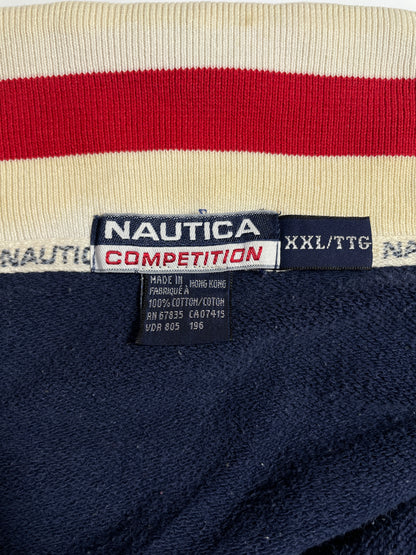 NAUTICA
COMPETITION
XXL/TTG
NAUTIC
NA
MADE IN HONG KONG
FABRIQUÉ À
100% COTTON/COTON
RN 67835 CA07419
VDR 805 196